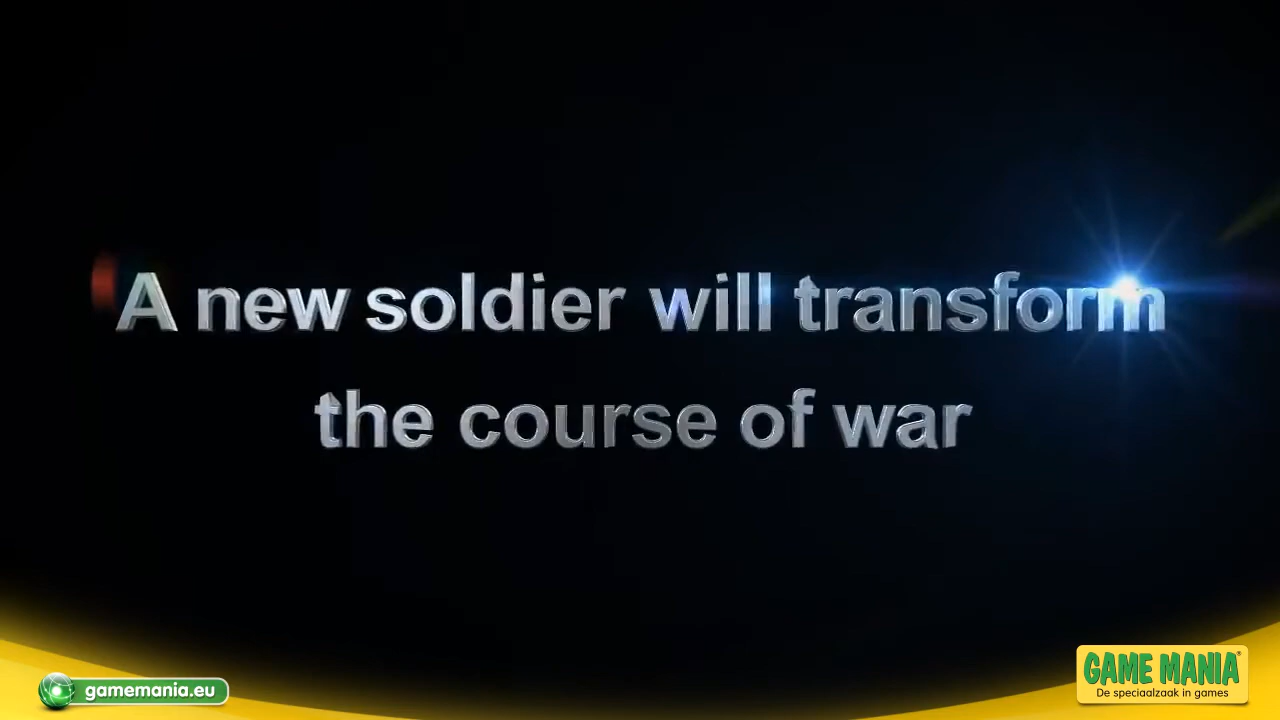 A new soldier will transform
the course of war
gamemania.eu
GAME MANIA®
De speciaalzaak in games